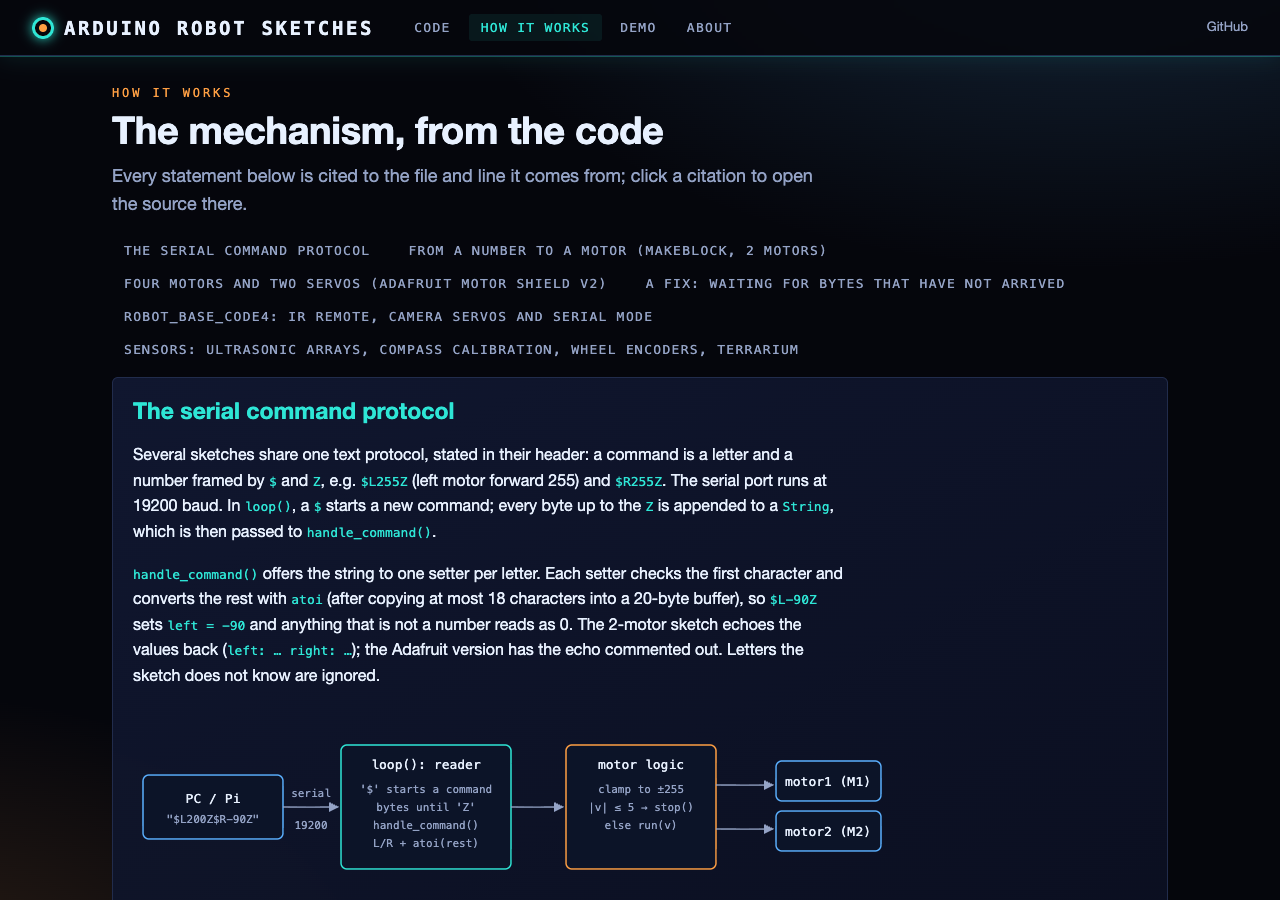 ARDUINO ROBOT SKETCHES
CODE
HOW IT WORKS
DEMO
ABOUT
GitHub
HOW IT WORKS
The mechanism, from the code
Every statement below is cited to the file and line it comes from; click a citation to open
the source there.
THE SERIAL COMMAND PROTOCOL
FROM A NUMBER TO A MOTOR (MAKEBLOCK, 2 MOTORS)
FOUR MOTORS AND TWO SERVOS (ADAFRUIT MOTOR SHIELD V2)
A FIX: WAITING FOR BYTES THAT HAVE NOT ARRIVED
ROBOT_BASE_CODE4: IR REMOTE, CAMERA SERVOS AND SERIAL MODE
SENSORS: ULTRASONIC ARRAYS, COMPASS CALIBRATION, WHEEL ENCODERS, TERRARIUM
The serial command protocol
Several sketches share one text protocol, stated in their header: a command is a letter and a
number framed by $ and Z, e.g. $L255Z (left motor forward 255) and $R255Z. The serial port runs at
19200 baud. In loop(), a $ starts a new command; every byte up to the Z is appended to a String,
which is then passed to handle_command().
handle_command() offers the string to one setter per letter. Each setter checks the first character and
converts the rest with atoi (after copying at most 18 characters into a 20-byte buffer), so $L-90Z
sets left = -90 and anything that is not a number reads as 0. The 2-motor sketch echoes the
values back (left: … right: …); the Adafruit version has the echo commented out. Letters the
sketch does not know are ignored.
PC / Pi
"$L200Z$R-90Z"
serial
19200
loop(): reader
'$' starts a command
bytes until 'Z'
handle_command()
L/R + atoi(rest)
motor logic
clamp to ±255
|v| ≤ 5 → stop()
else run(v)
motor1 (M1)
motor2 (M2)